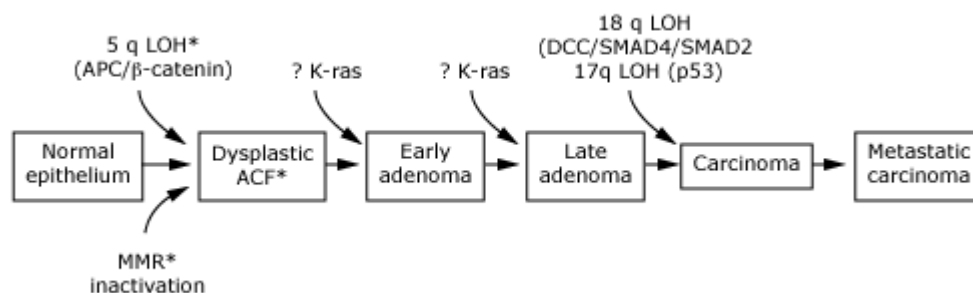 5 q LOH*
(APC/β-catenin)
? K-ras
? K-ras
18 q LOH
(DCC/SMAD4/SMAD2
17q LOH (p53)
Normal
epithelium
Dysplastic
ACF*
Early
adenoma
Late
adenoma
Carcinoma
Metastatic
carcinoma
MMR*
inactivation